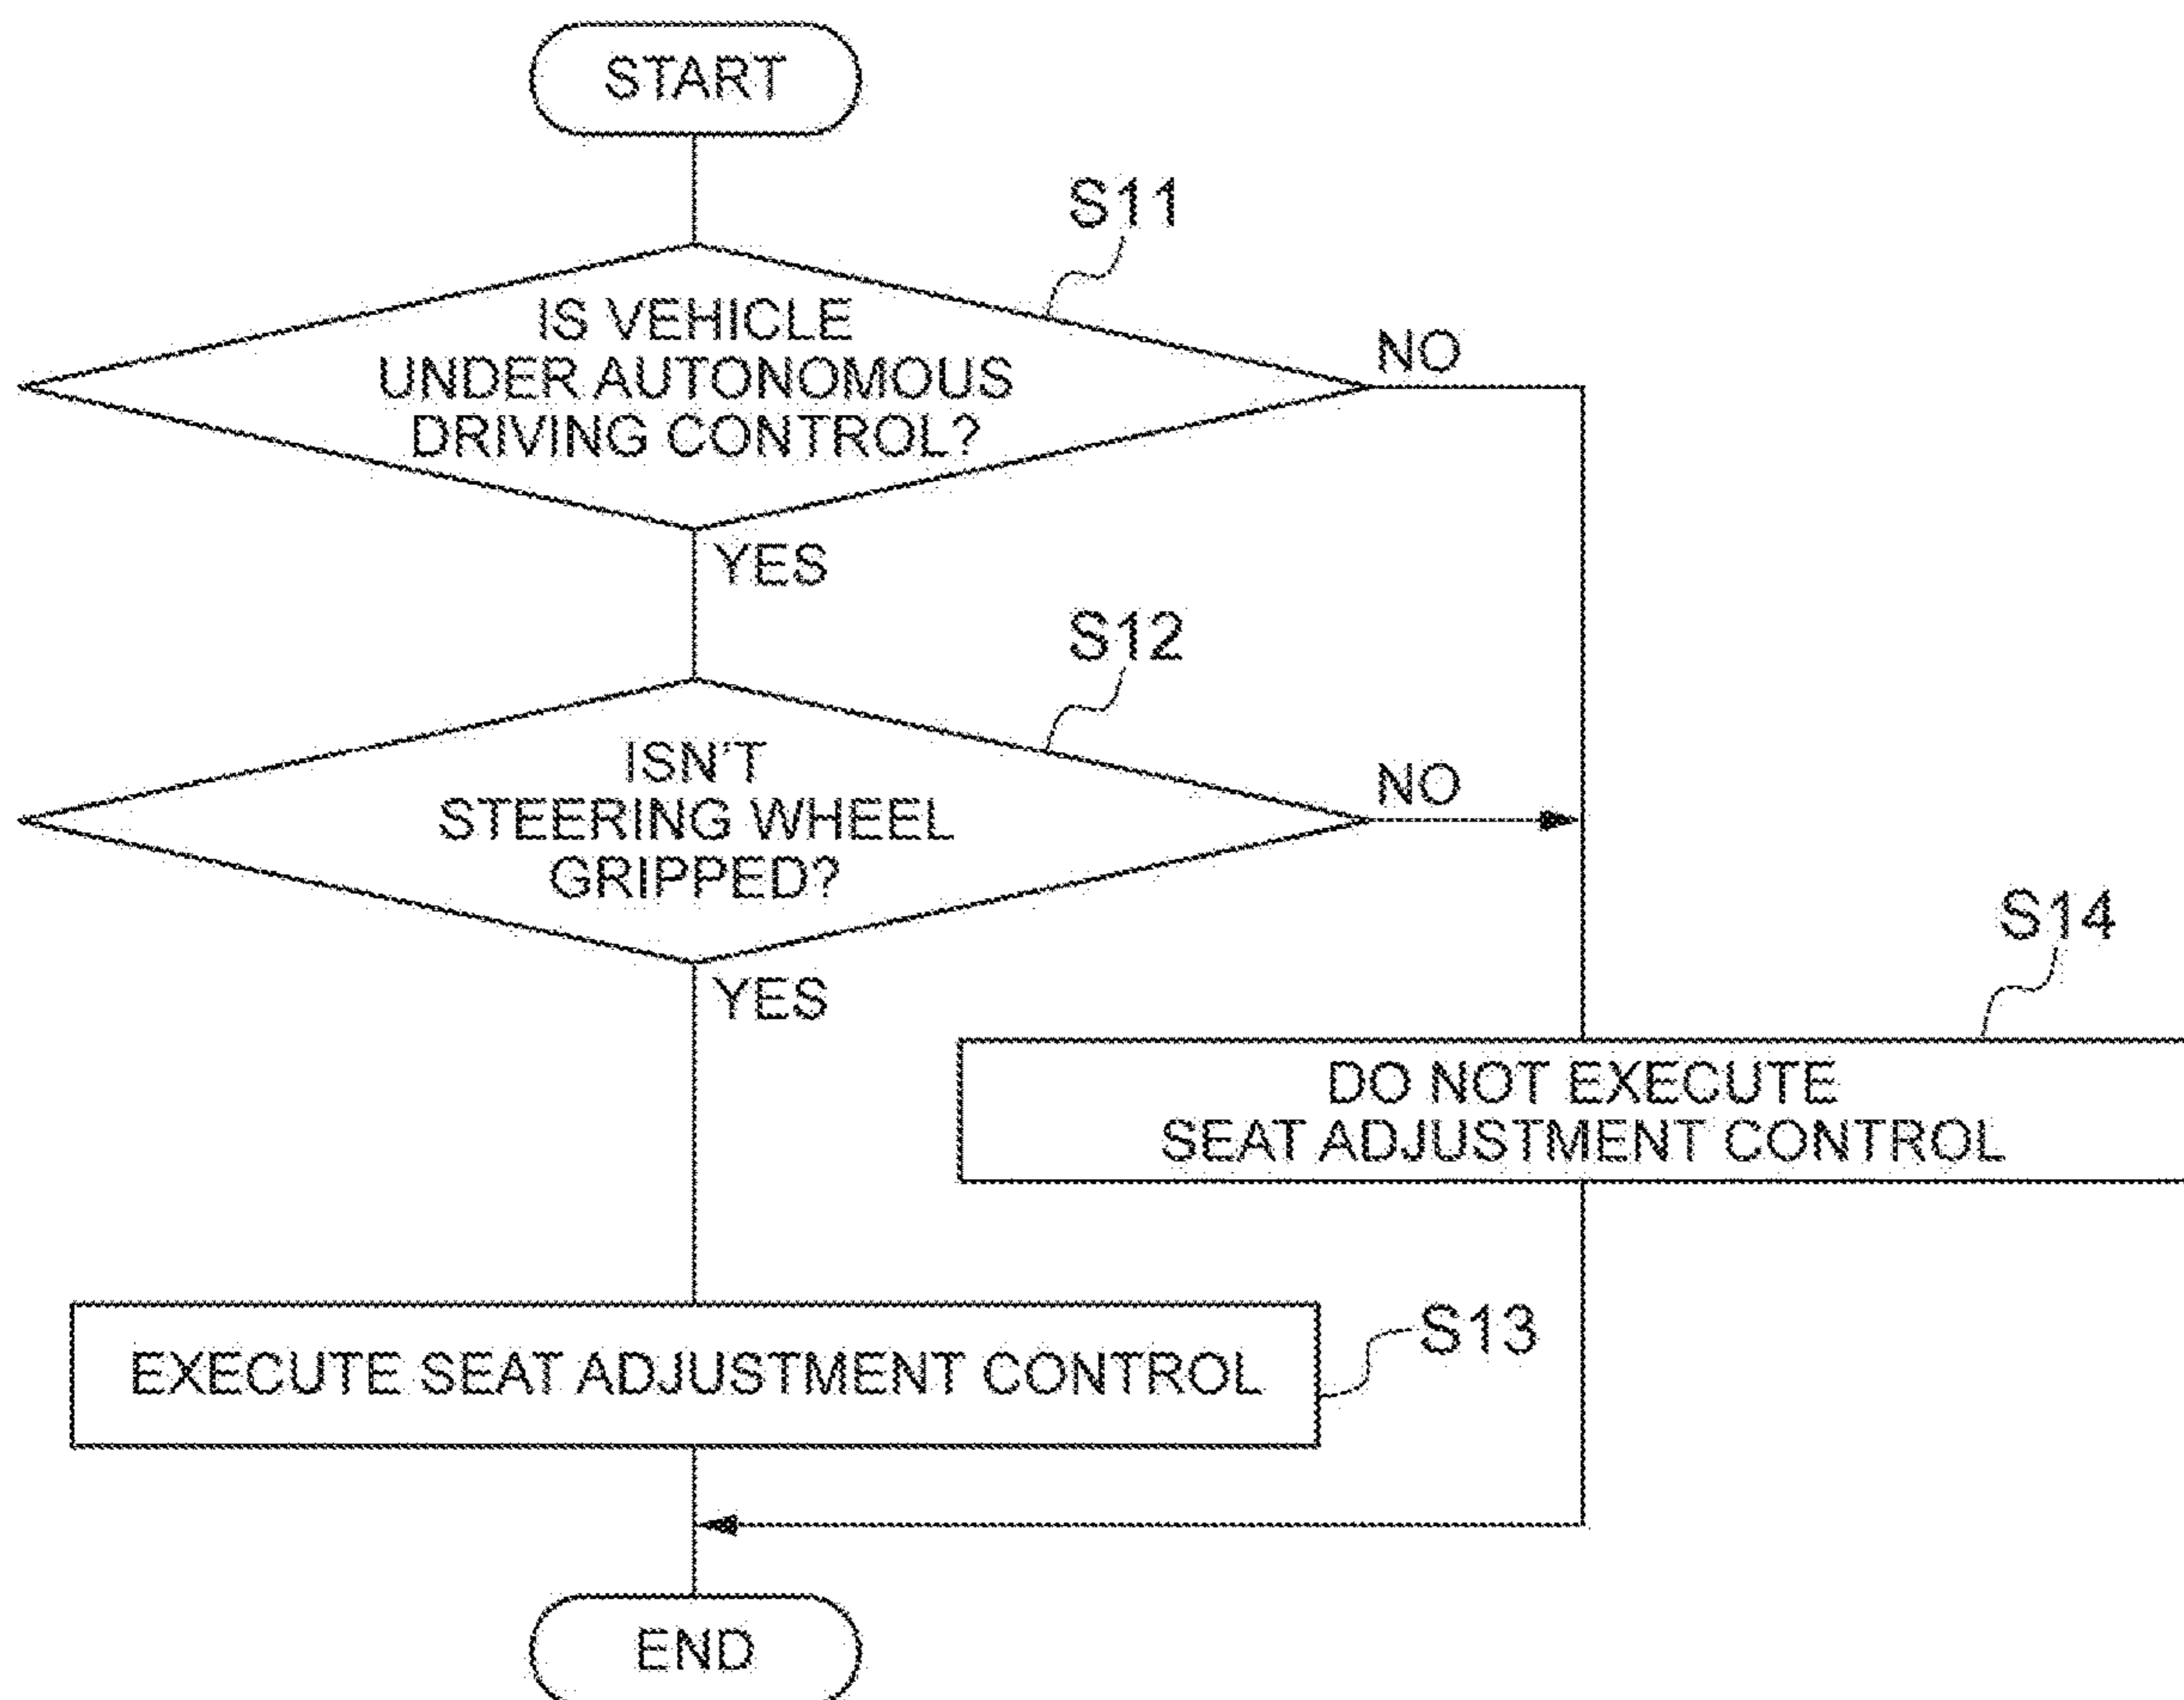 START
S11
IS VEHICLE
UNDER AUTONOMOUS
DRIVING CONTROL?
NO
YES
S12
ISN'T
STEERING WHEEL
GRIPPED?
NO
YES
S14
DO NOT EXECUTE
SEAT ADJUSTMENT CONTROL
S13
EXECUTE SEAT ADJUSTMENT CONTROL
END